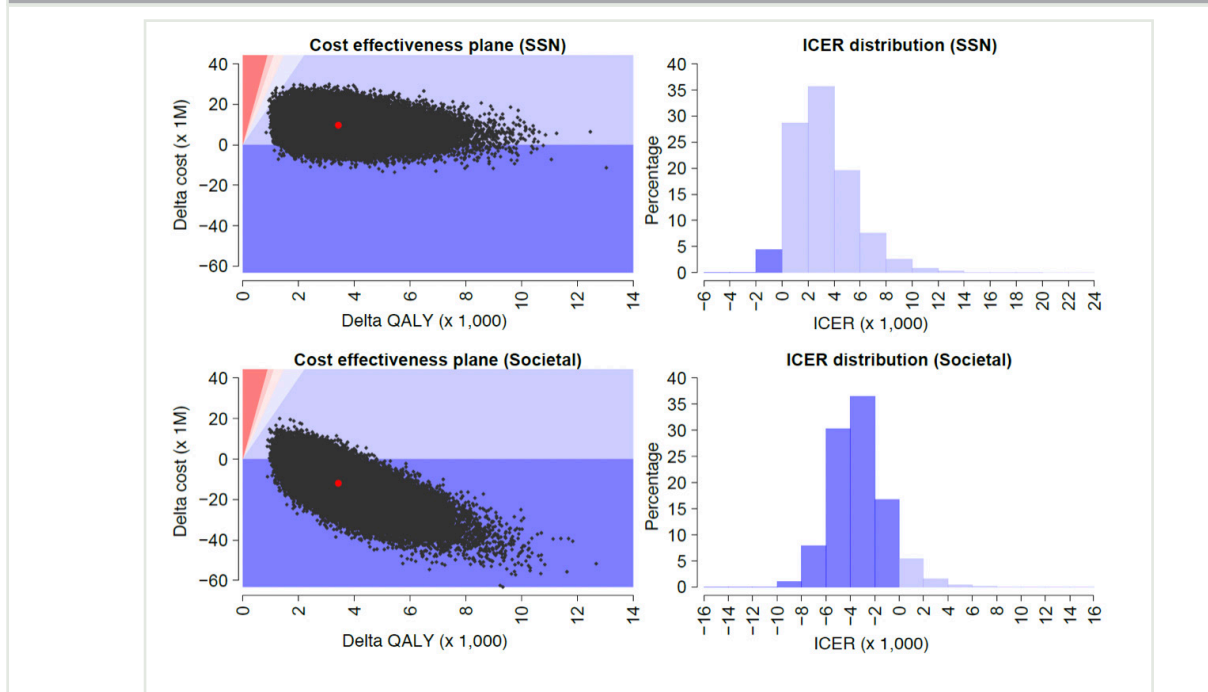 Cost effectiveness plane (SSN)
40
20
0
−20
−40
−60
Delta cost (x 1M)
0 2 4 6 8 10 12 14
Delta QALY (x 1,000)
ICER distribution (SSN)
40
35
30
25
20
15
10
5
0
Percentage
−6 −4 −2 0 2 4 6 8 10 12 14 16 18 20 22 24
ICER (x 1,000)
Cost effectiveness plane (Societal)
40
20
0
−20
−40
−60
Delta cost (x 1M)
0 2 4 6 8 10 12 14
Delta QALY (x 1,000)
ICER distribution (Societal)
40
35
30
25
20
15
10
5
0
Percentage
−16 −14 −12 −10 −8 −6 −4 −2 0 2 4 6 8 10 12 14 16
ICER (x 1,000)